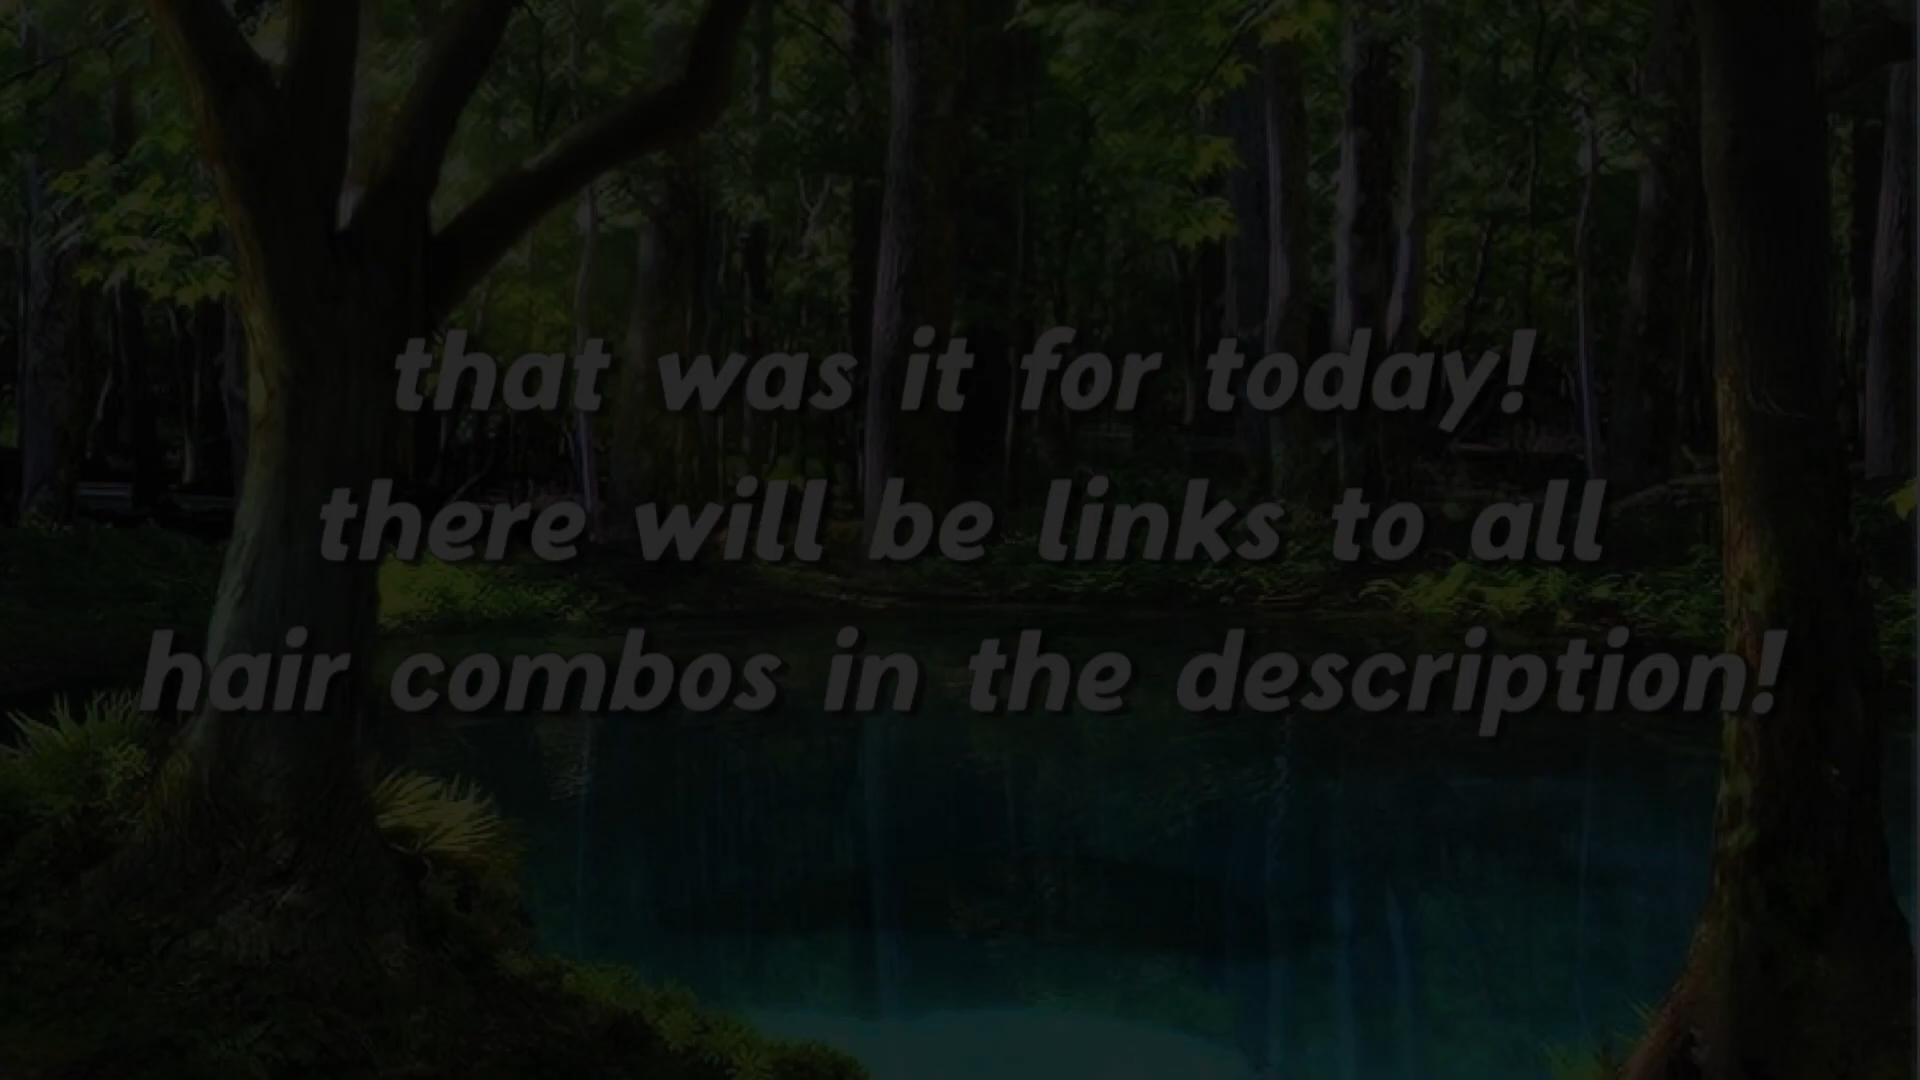 that was it for today!
there will be links to all
hair combos in the description!